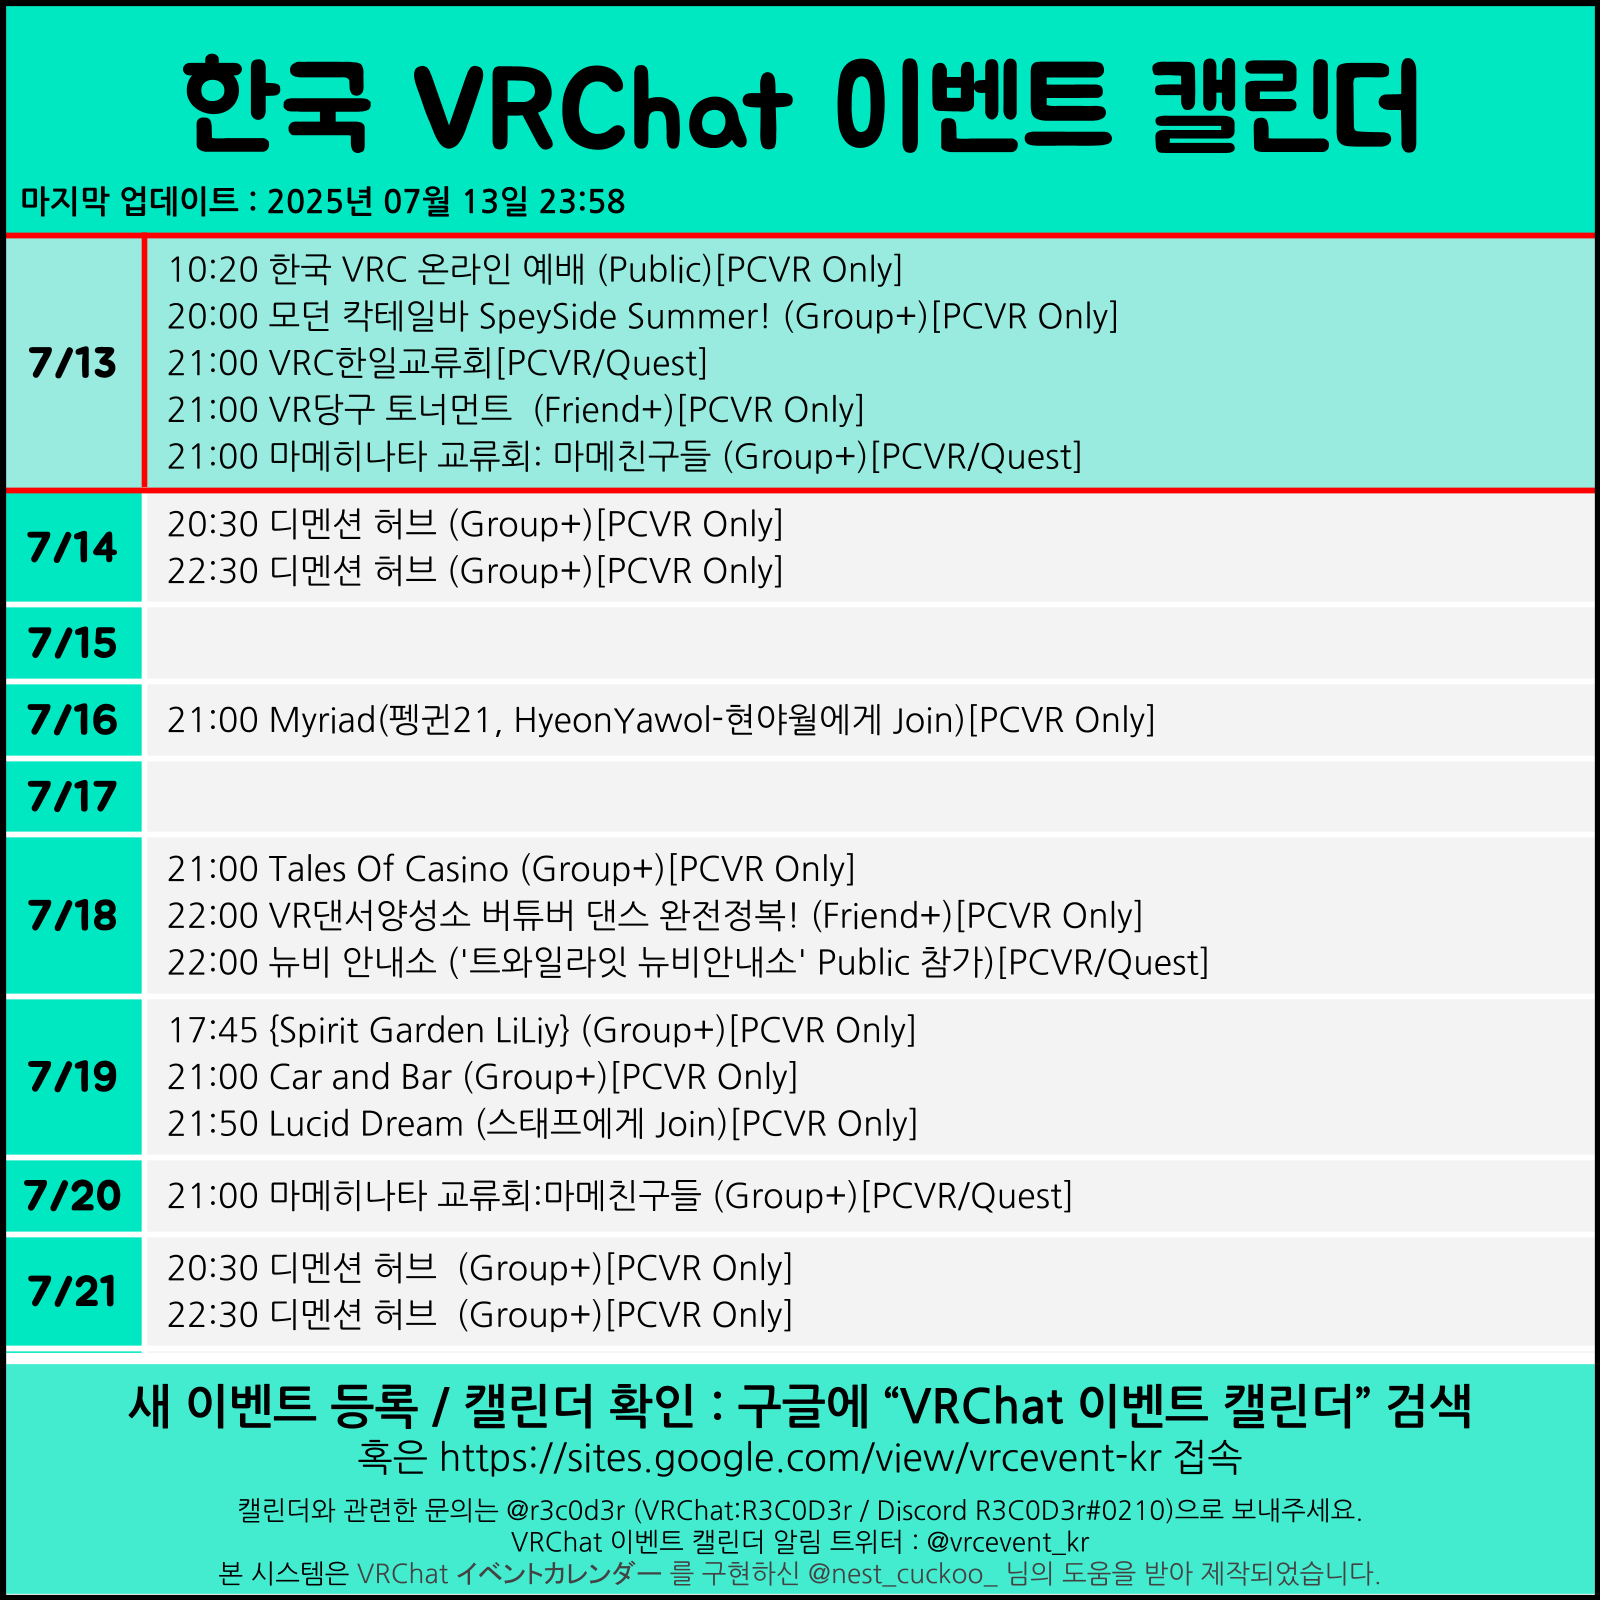 한국 VRChat 이벤트 캘린더
마지막 업데이트 : 2025년 07월 13일 23:58
7/13
10:20 한국 VRC 온라인 예배 (Public)[PCVR Only]
20:00 모던 칵테일바 SpeySide Summer! (Group+)[PCVR Only]
21:00 VRC한일교류회[PCVR/Quest]
21:00 VR당구 토너먼트  (Friend+)[PCVR Only]
21:00 마메히나타 교류회: 마메친구들 (Group+)[PCVR/Quest]
7/14
20:30 디멘션 허브 (Group+)[PCVR Only]
22:30 디멘션 허브 (Group+)[PCVR Only]
7/15
7/16
21:00 Myriad(펭귄21, HyeonYawol-현야월에게 Join)[PCVR Only]
7/17
7/18
21:00 Tales Of Casino (Group+)[PCVR Only]
22:00 VR댄서양성소 버튜버 댄스 완전정복! (Friend+)[PCVR Only]
22:00 뉴비 안내소 ('트와일라잇 뉴비안내소' Public 참가)[PCVR/Quest]
7/19
17:45 {Spirit Garden LiLiy} (Group+)[PCVR Only]
21:00 Car and Bar (Group+)[PCVR Only]
21:50 Lucid Dream (스태프에게 Join)[PCVR Only]
7/20
21:00 마메히나타 교류회:마메친구들 (Group+)[PCVR/Quest]
7/21
20:30 디멘션 허브  (Group+)[PCVR Only]
22:30 디멘션 허브  (Group+)[PCVR Only]
새 이벤트 등록 / 캘린더 확인 : 구글에 “VRChat 이벤트 캘린더” 검색
혹은 https://sites.google.com/view/vrcevent-kr 접속
캘린더와 관련한 문의는 @r3c0d3r (VRChat:R3C0D3r / Discord R3C0D3r#0210)으로 보내주세요.
VRChat 이벤트 캘린더 알림 트위터 : @vrcevent_kr
본 시스템은 VRChat イベントカレンダー 를 구현하신 @nest_cuckoo_ 님의 도움을 받아 제작되었습니다.